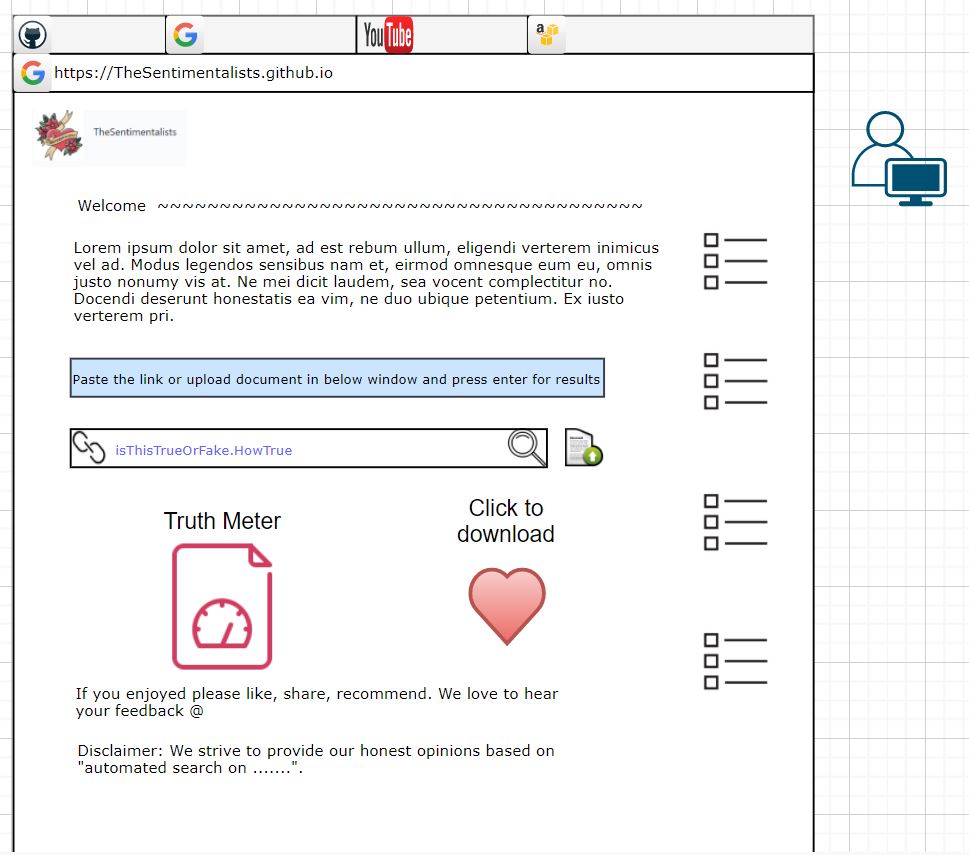 You Tube
a
https://TheSentimentalists.github.io
TheSentimentalists
Welcome ~~~~~~~~~~~~~~~~~~~~~~~~~~~~~~~~~~~~~~~
Lorem ipsum dolor sit amet, ad est rebum ullum, eligendi verterem inimicus
vel ad. Modus legendos sensibus nam et, eirmod omnesque eum eu, omnis
justo nonumy vis at. Ne mei dicit laudem, sea vocent complectitur no.
Docendi deserunt honestatis ea vim, ne duo ubique petentium. Ex iusto
verterem pri.
Paste the link or upload document in below window and press enter for results
isThisTrueOrFake.HowTrue
Truth Meter
Click to
download
If you enjoyed please like, share, recommend. We love to hear
your feedback @
Disclaimer: We strive to provide our honest opinions based on
"automated search on .......".